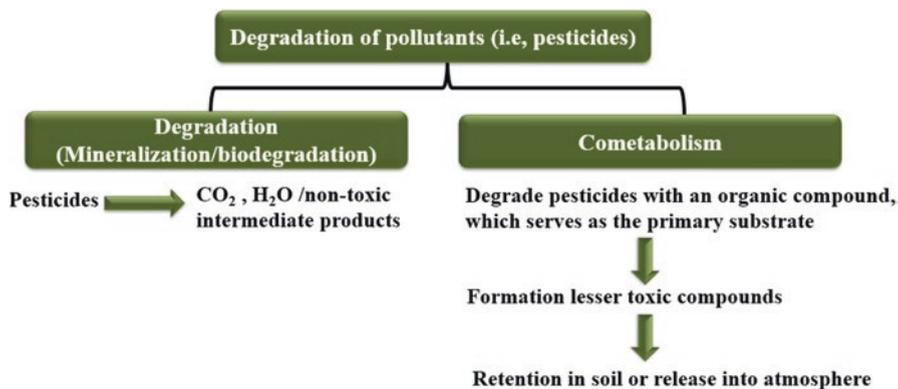 Degradation of pollutants (i.e, pesticides)
Degradation
(Mineralization/biodegradation)
Pesticides
CO₂ , H₂O /non-toxic
intermediate products
Cometabolism
Degrade pesticides with an organic compound,
which serves as the primary substrate
Formation lesser toxic compounds
Retention in soil or release into atmosphere